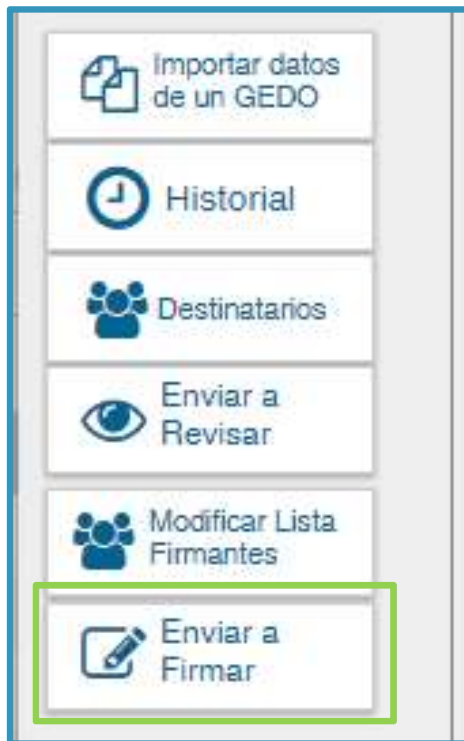 Importar datos
de un GEDO
Historial
Destinatarios
Enviar a
Revisar
Modificar Lista
Firmantes
Enviar a
Firmar